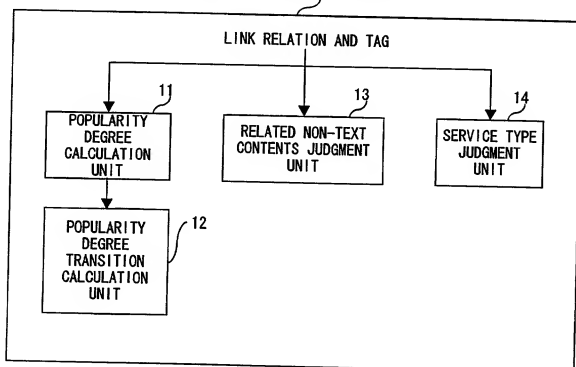 LINK RELATION AND TAG
11
POPULARITY
DEGREE
CALCULATION
UNIT
13
RELATED NON-TEXT
CONTENTS JUDGMENT
UNIT
14
SERVICE TYPE
JUDGMENT
UNIT
12
POPULARITY
DEGREE
TRANSITION
CALCULATION
UNIT